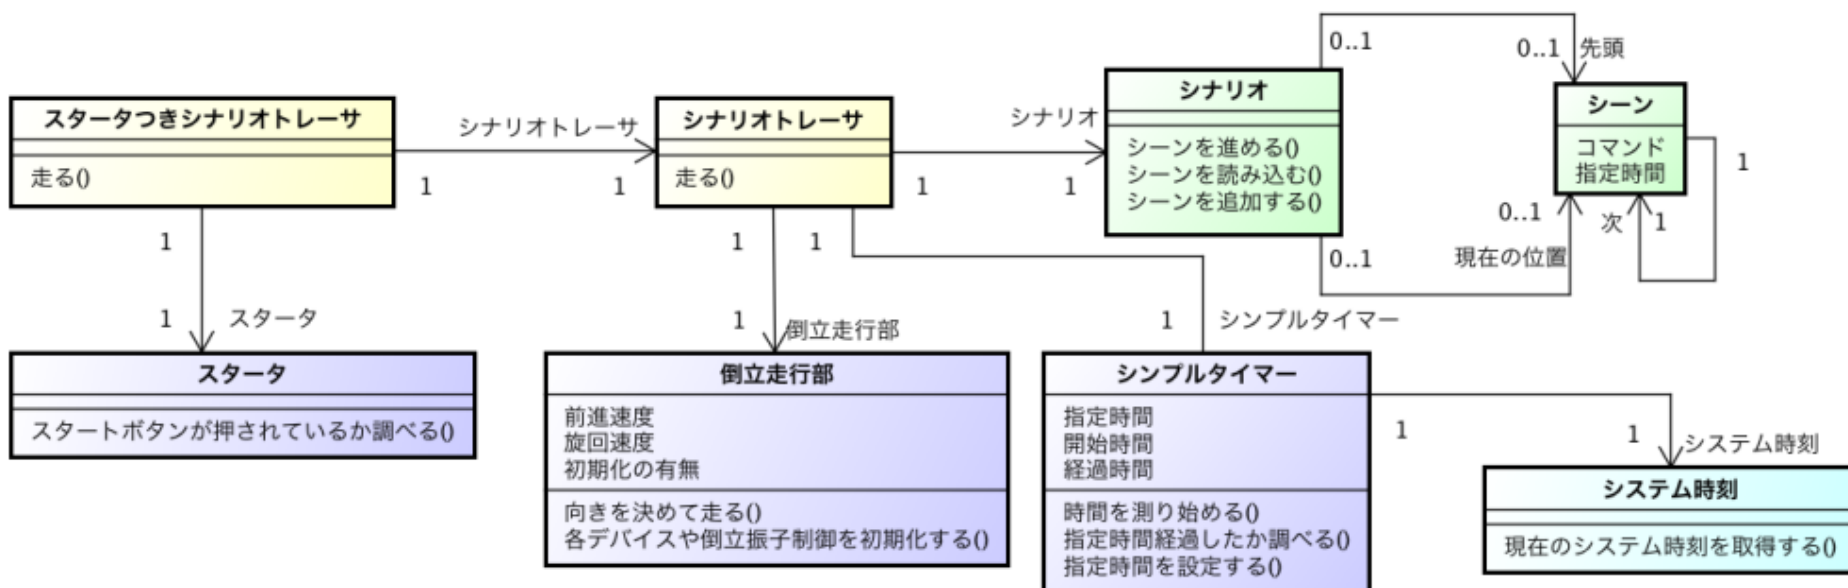 0..1
0..1
先頭
スタータつきシナリオトレーサ
走る()
シナリオトレーサ
1
1
シナリオトレーサ
走る()
シナリオ
1
1
シナリオ
シーンを進める()
シーンを読み込む()
シーンを追加する()
シーン
コマンド
指定時間
1
0..1
次
1
0..1
現在の位置
1
1
スタータ
1
1
倒立走行部
1
1
シンプルタイマー
スタータ
スタートボタンが押されているか調べる()
倒立走行部
前進速度
旋回速度
初期化の有無
向きを決めて走る()
各デバイスや倒立振子制御を初期化する()
シンプルタイマー
指定時間
開始時間
経過時間
時間を測り始める()
指定時間経過したか調べる()
指定時間を設定する()
1
1
システム時刻
システム時刻
現在のシステム時刻を取得する()